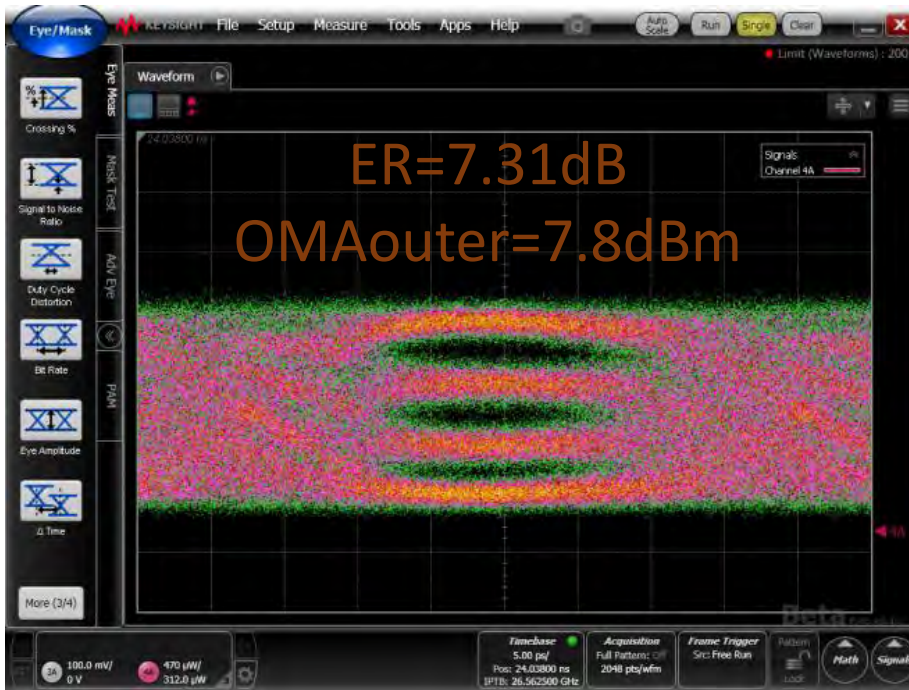 Eye/Mask
KEYSIGHT File Setup Measure Tools Apps Help
Auto Scale Run Single Clear
Limit (Waveforms) : 200
Eye Meas
Mask Test
Adv Eye
PAM
Waveform
Crossing %
Signal to Noise
Ratio
Duty Cycle
Distortion
Bit Rate
Eye Amplitude
Δ Time
More (3/4)
24.03800 ns
ER=7.31dB
OMAouter=7.8dBm
Signals
Channel 4A
4A
Beta
3A 100.0 mV/
0 V
4A 470 µW/
312.0 µW
Timebase
5.00 ps/
Pos: 24.03800 ns
IPTB: 26.562500 GHz
Acquisition
Full Pattern: Off
2048 pts/wfm
Frame Trigger
Src: Free Run
Pattern
Lock
Math
Signals